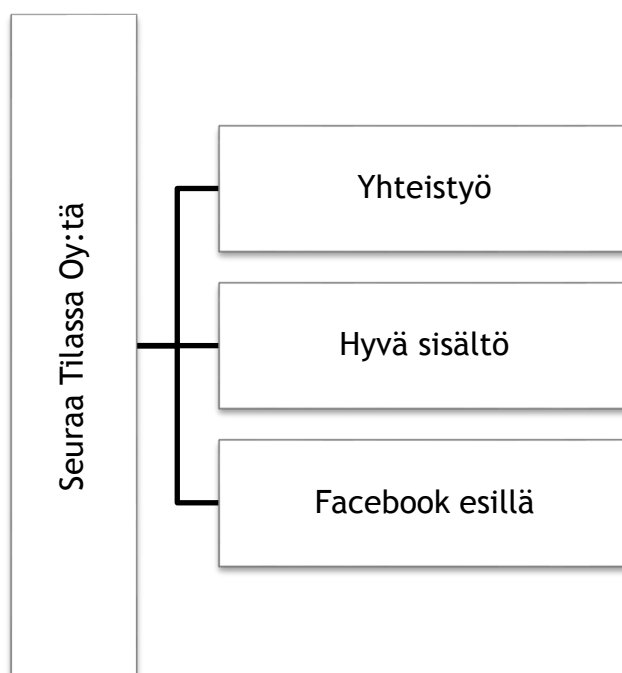 Seuraa Tilassa Oy:tä
Yhteistyö
Hyvä sisältö
Facebook esillä